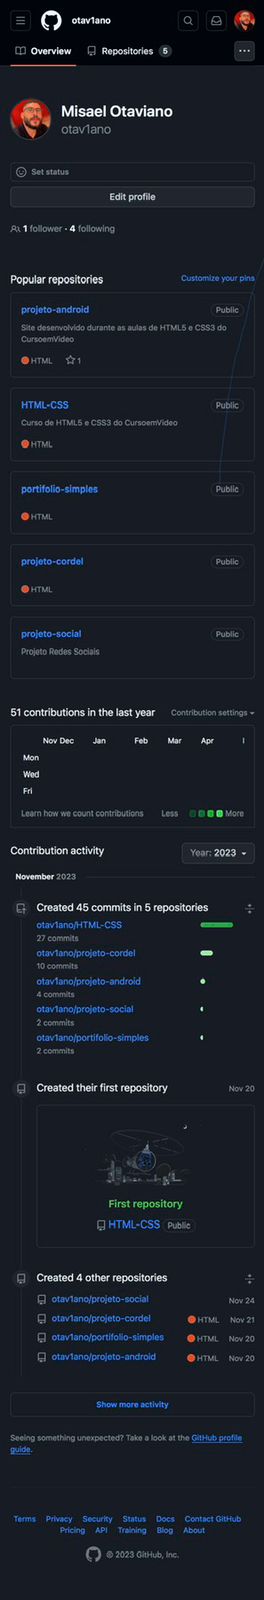 otav1ano
Overview Repositories 5 ...
Misael Otaviano
otav1ano
Set status
Edit profile
1 follower · 4 following
Popular repositories Customize your pins
projeto-android Public
Site desenvolvido durante as aulas de HTML5 e CSS3 do
CursoemVideo
HTML 1
HTML-CSS Public
Curso de HTML5 e CSS3 do CursoemVideo
HTML
portifolio-simples Public
HTML
projeto-cordel Public
HTML
projeto-social Public
Projeto Redes Sociais
51 contributions in the last year Contribution settings
Nov Dec Jan Feb Mar Apr
Mon
Wed
Fri
Learn how we count contributions Less More
Contribution activity Year: 2023
November 2023
Created 45 commits in 5 repositories
otav1ano/HTML-CSS
27 commits
otav1ano/projeto-cordel
10 commits
otav1ano/projeto-android
4 commits
otav1ano/projeto-social
2 commits
otav1ano/portifolio-simples
2 commits
Created their first repository Nov 20
First repository
HTML-CSS Public
Created 4 other repositories
otav1ano/projeto-social Nov 24
otav1ano/projeto-cordel HTML Nov 21
otav1ano/portifolio-simples HTML Nov 20
otav1ano/projeto-android HTML Nov 20
Show more activity
Seeing something unexpected? Take a look at the GitHub profile
guide.
Terms Privacy Security Status Docs Contact GitHub
Pricing API Training Blog About
© 2023 GitHub, Inc.